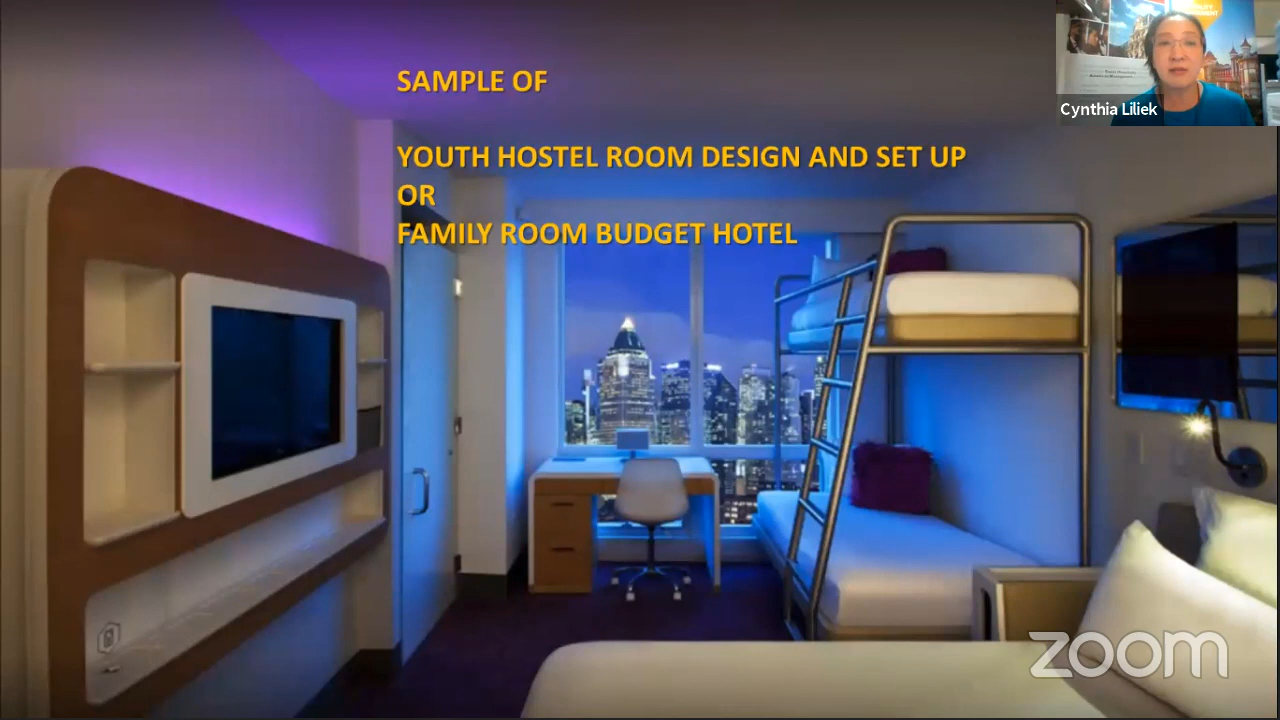 SAMPLE OF
YOUTH HOSTEL ROOM DESIGN AND SET UP
OR
FAMILY ROOM BUDGET HOTEL
Cynthia Liliek
zoom